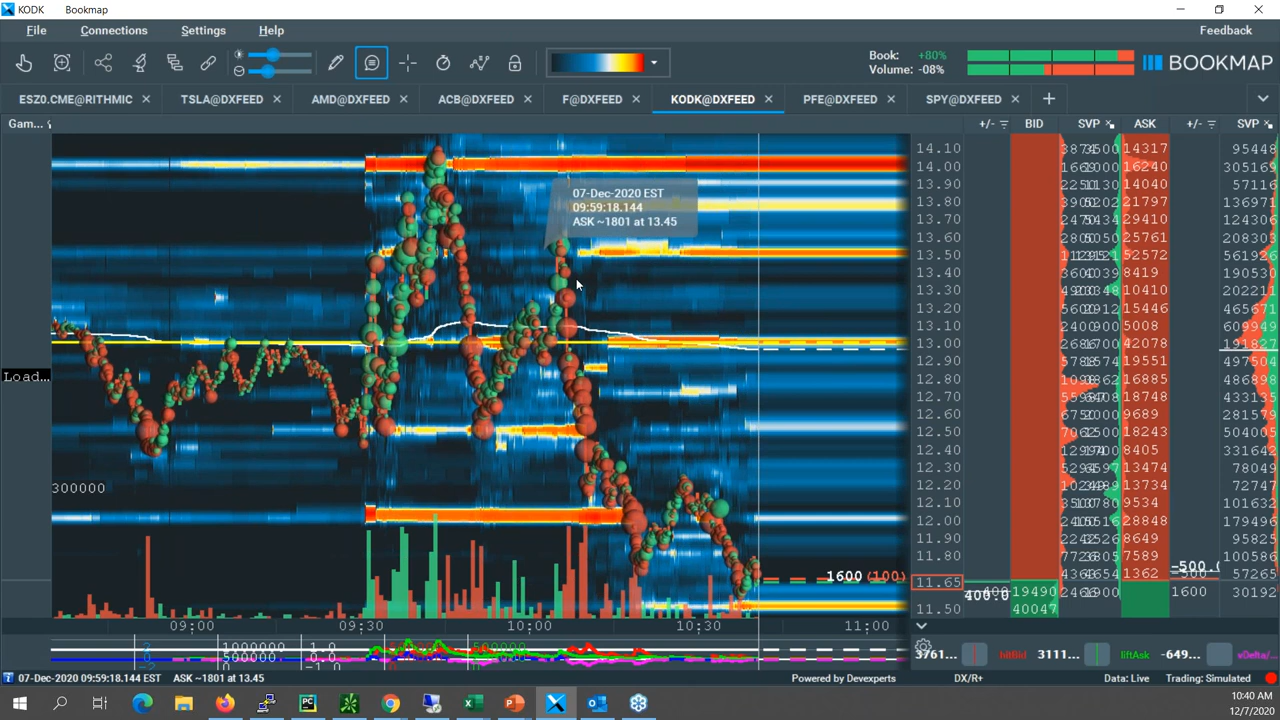 KODK Bookmap
File Connections Settings Help Feedback
Book: +80%
Volume: -08%
BOOKMAP
ESZ0.CME@RITHMIC TSLA@DXFEED AMD@DXFEED ACB@DXFEED F@DXFEED KODK@DXFEED PFE@DXFEED SPY@DXFEED
Gam...
+/- BID SVP ASK +/- SVP
07-Dec-2020 EST
09:59:18.144
ASK ~1801 at 13.45
Load...
300000
1600 (100)
14.10 14317 95448
14.00 16240 305169
13.90 14040 57116
13.80 21797 136971
13.70 29410 124306
13.60 25761 208303
13.50 52572 561926
13.40 8419 190530
13.30 10410 202211
13.20 15446 465671
13.10 5008 609949
13.00 42078 191827
12.90 19551 497504
12.80 16885 486898
12.70 18748 433135
12.60 9689 281579
12.50 18243 504005
12.40 8405 331642
12.30 13474 78049
12.20 13734 72747
12.10 9534 101632
12.00 28848 179496
11.90 8649 95825
11.80 7589 100586
1362 57265
11.65 19490 1600 30192
11.50 40047
09:00 09:30 10:00 10:30 11:00
3761... hitBid 3111... liftAsk -649... vDelta/
07-Dec-2020 09:59:18.144 EST ASK ~1801 at 13.45 Powered by Devexperts DX/R+ Data: Live Trading: Simulated
10:40 AM
12/7/2020